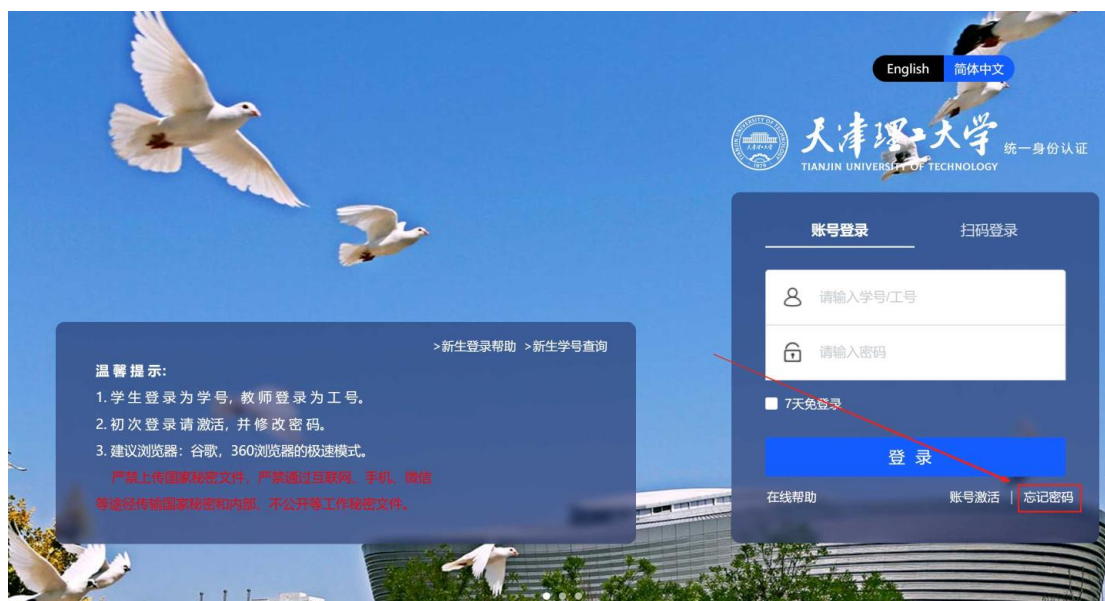 English 简体中文
天津理工大学 统一身份认证
TIANJIN UNIVERSITY OF TECHNOLOGY
账号登录 扫码登录
请输入学号/工号
请输入密码
7天免登录
登 录
在线帮助 账号激活 | 忘记密码
>新生登录帮助 >新生学号查询
温馨提示:
1. 学生登录为学号, 教师登录为工号。
2. 初次登录请激活, 并修改密码。
3. 建议浏览器: 谷歌, 360浏览器的极速模式。
严禁上传国家秘密文件, 严禁通过互联网、手机、微信
等途径传输国家秘密和内部、不公开等工作秘密文件。